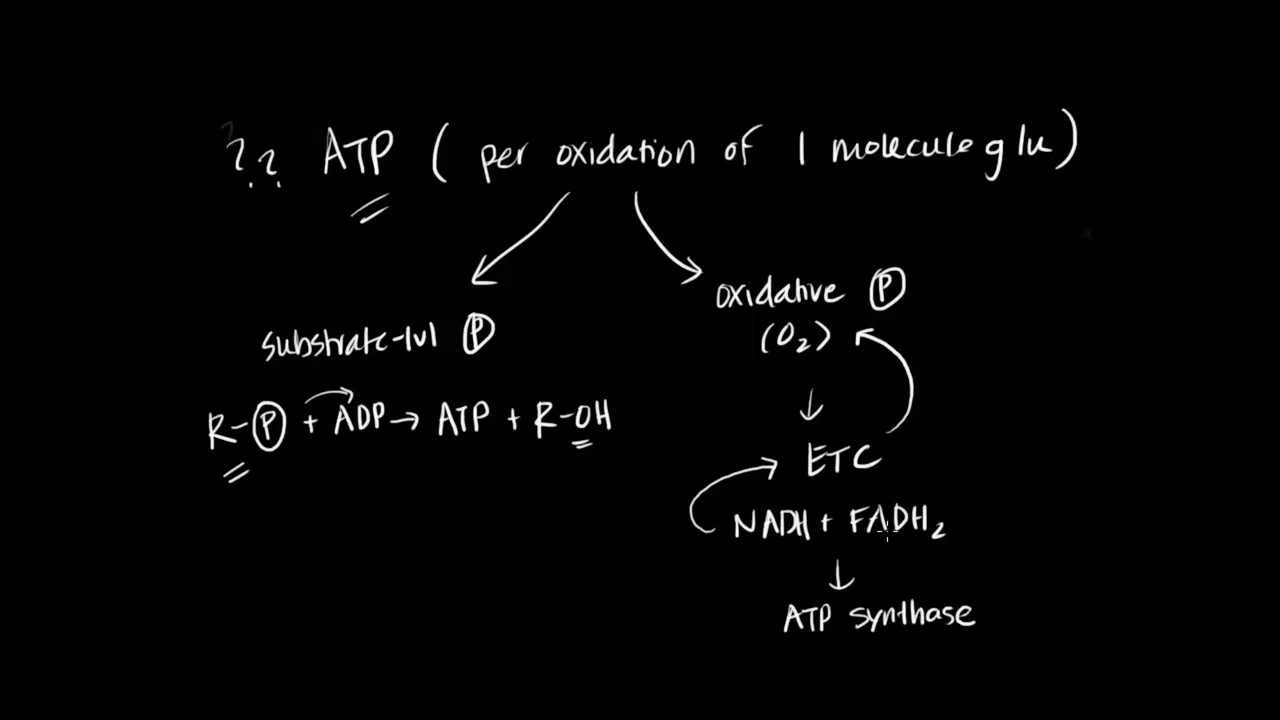 ??? ATP (per oxidation of 1 molecule glu)
substrate-lvl Ⓟ
R-Ⓟ + ADP → ATP + R-OH
oxidative Ⓟ
(O₂)
↓
ETC
NADH + FADH₂
↓
ATP synthase